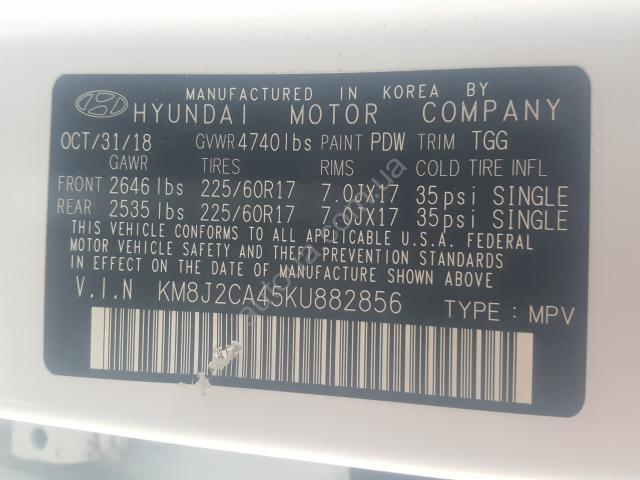 MANUFACTURED IN KOREA BY
HYUNDAI MOTOR COMPANY
OCT/31/18 GVWR 4740lbs PAINT PDW TRIM TGG
GAWR TIRES RIMS COLD TIRE INFL
FRONT 2646 lbs 225/60R17 7.0JX17 35psi SINGLE
REAR 2535 lbs 225/60R17 7.0JX17 35psi SINGLE
THIS VEHICLE CONFORMS TO ALL APPLICABLE U.S.A. FEDERAL
MOTOR VEHICLE SAFETY AND THEFT PREVENTION STANDARDS
IN EFFECT ON THE DATE OF MANUFACTURE SHOWN ABOVE.
V.I.N KM8J2CA45KU882856 TYPE: MPV